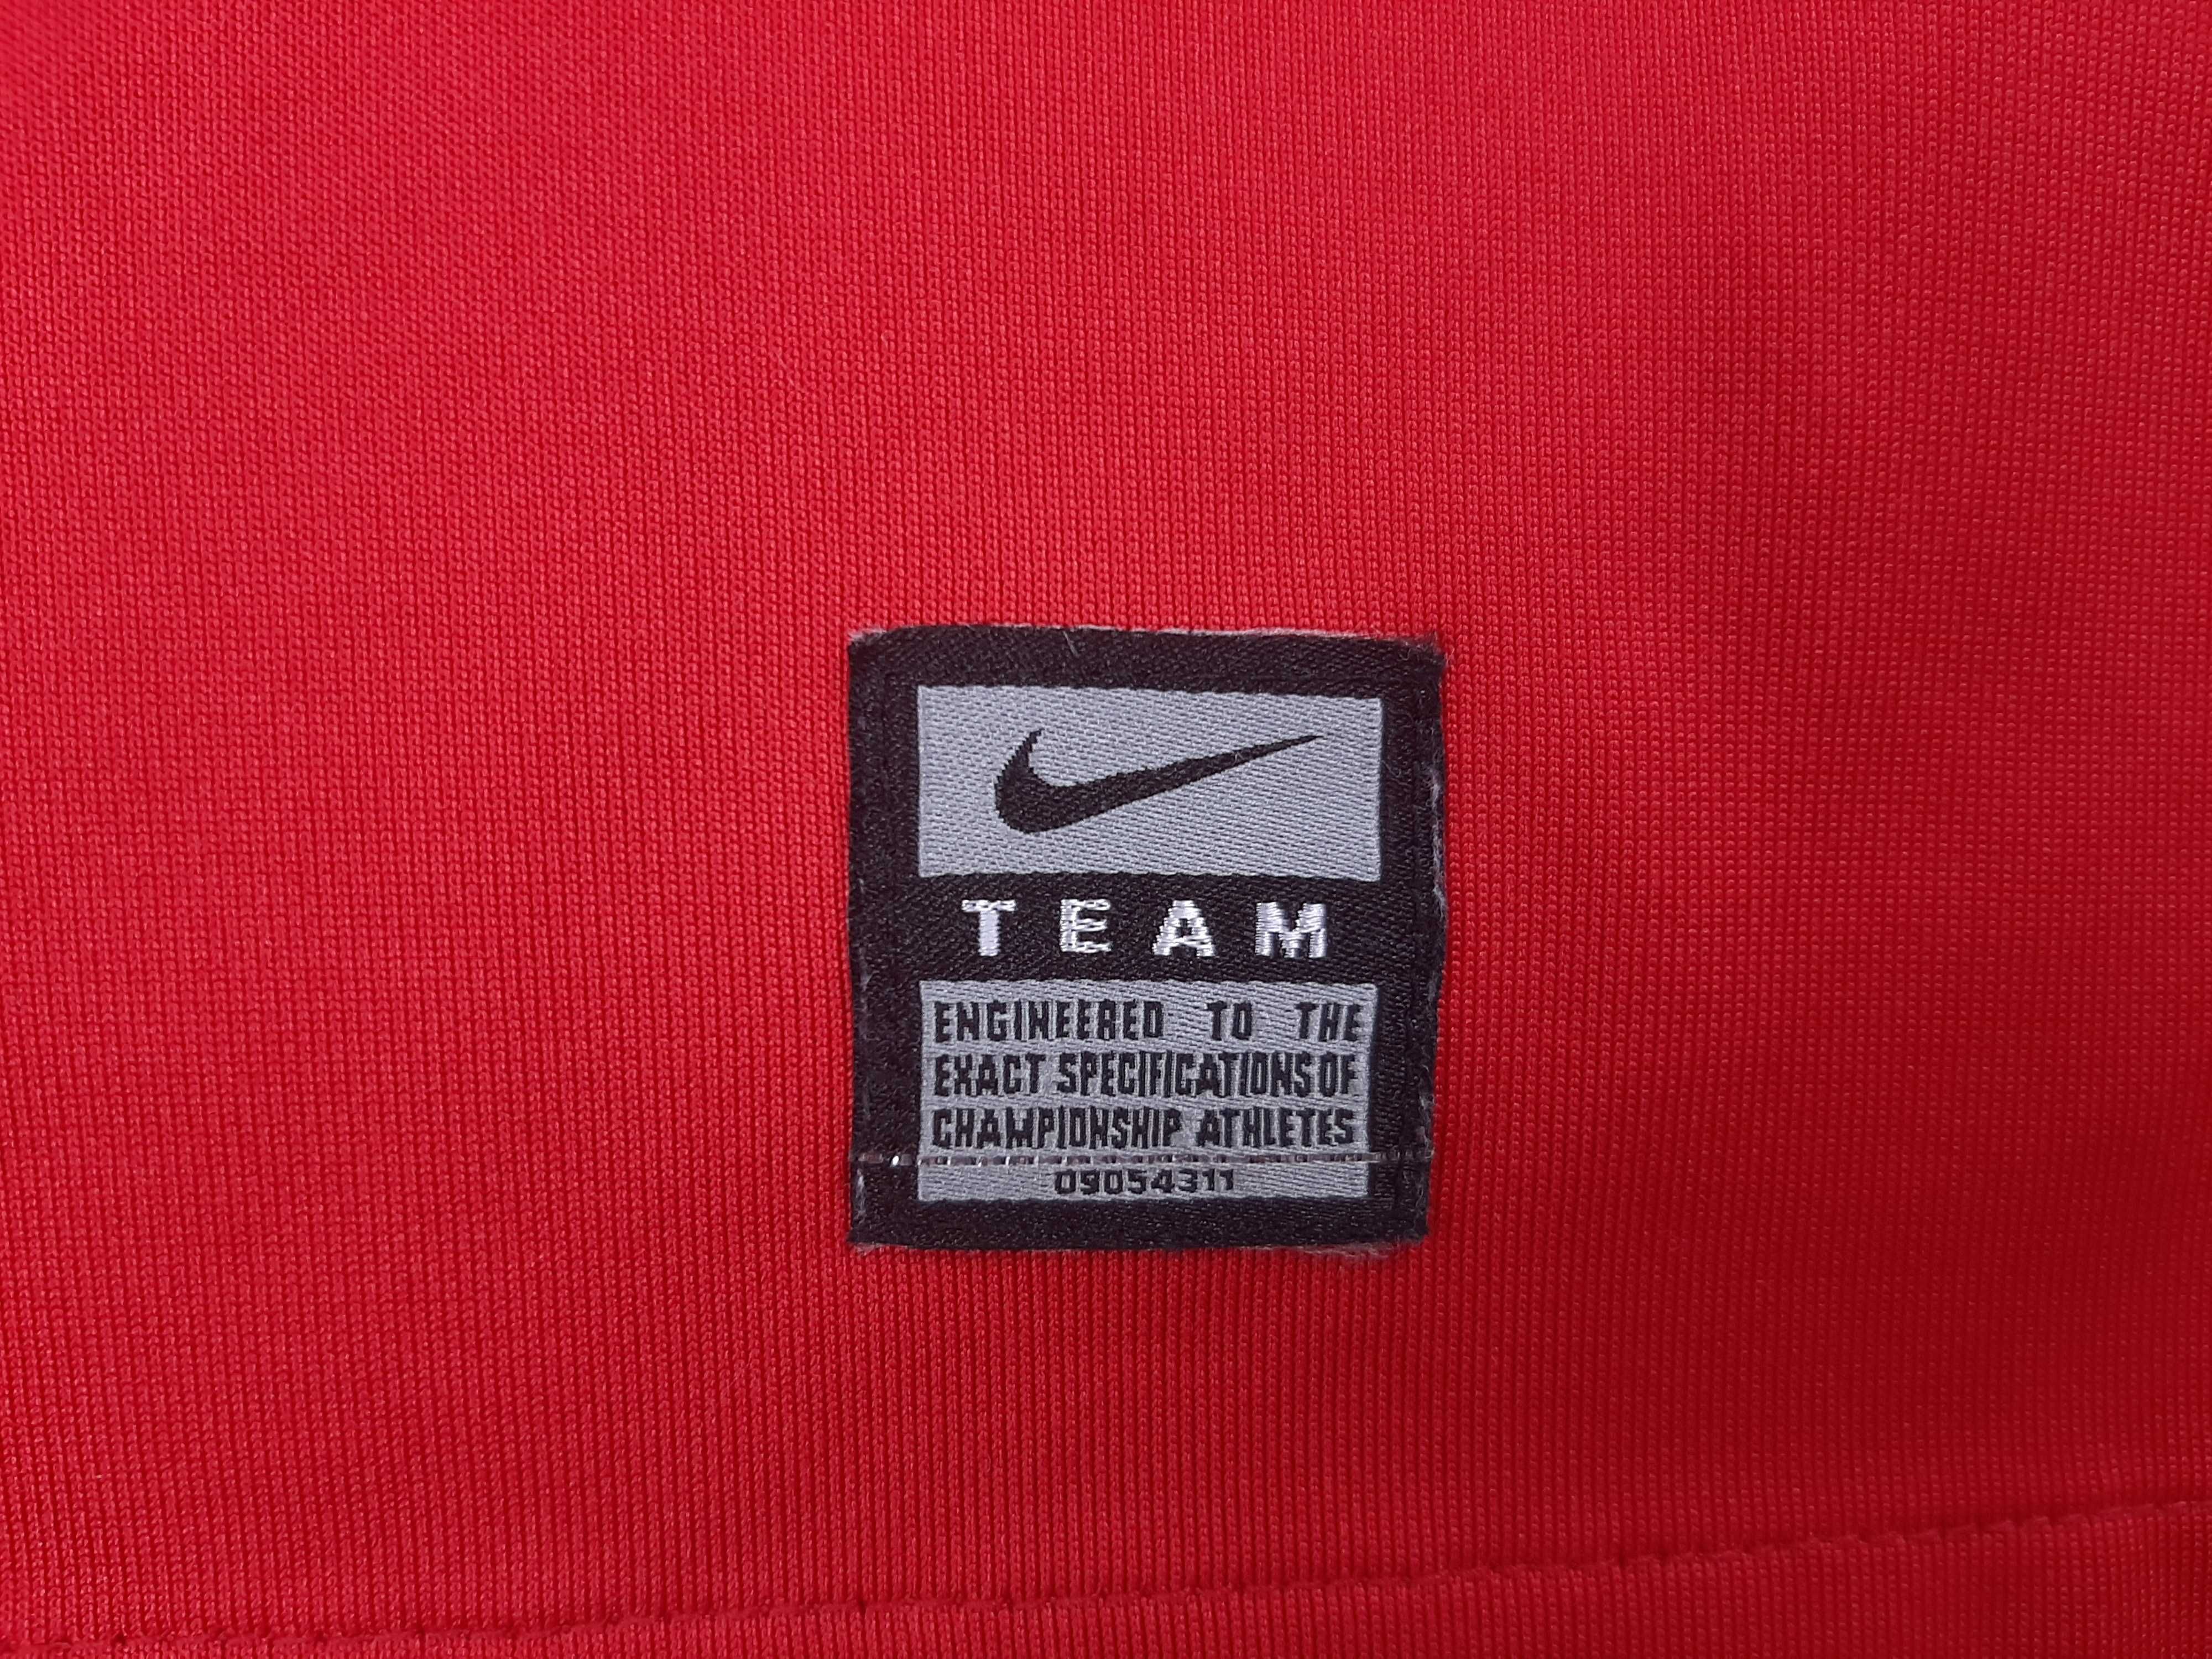 TEAM
ENGINEERED TO THE
EXACT SPECIFICATIONS OF
CHAMPIONSHIP ATHLETES
09054311